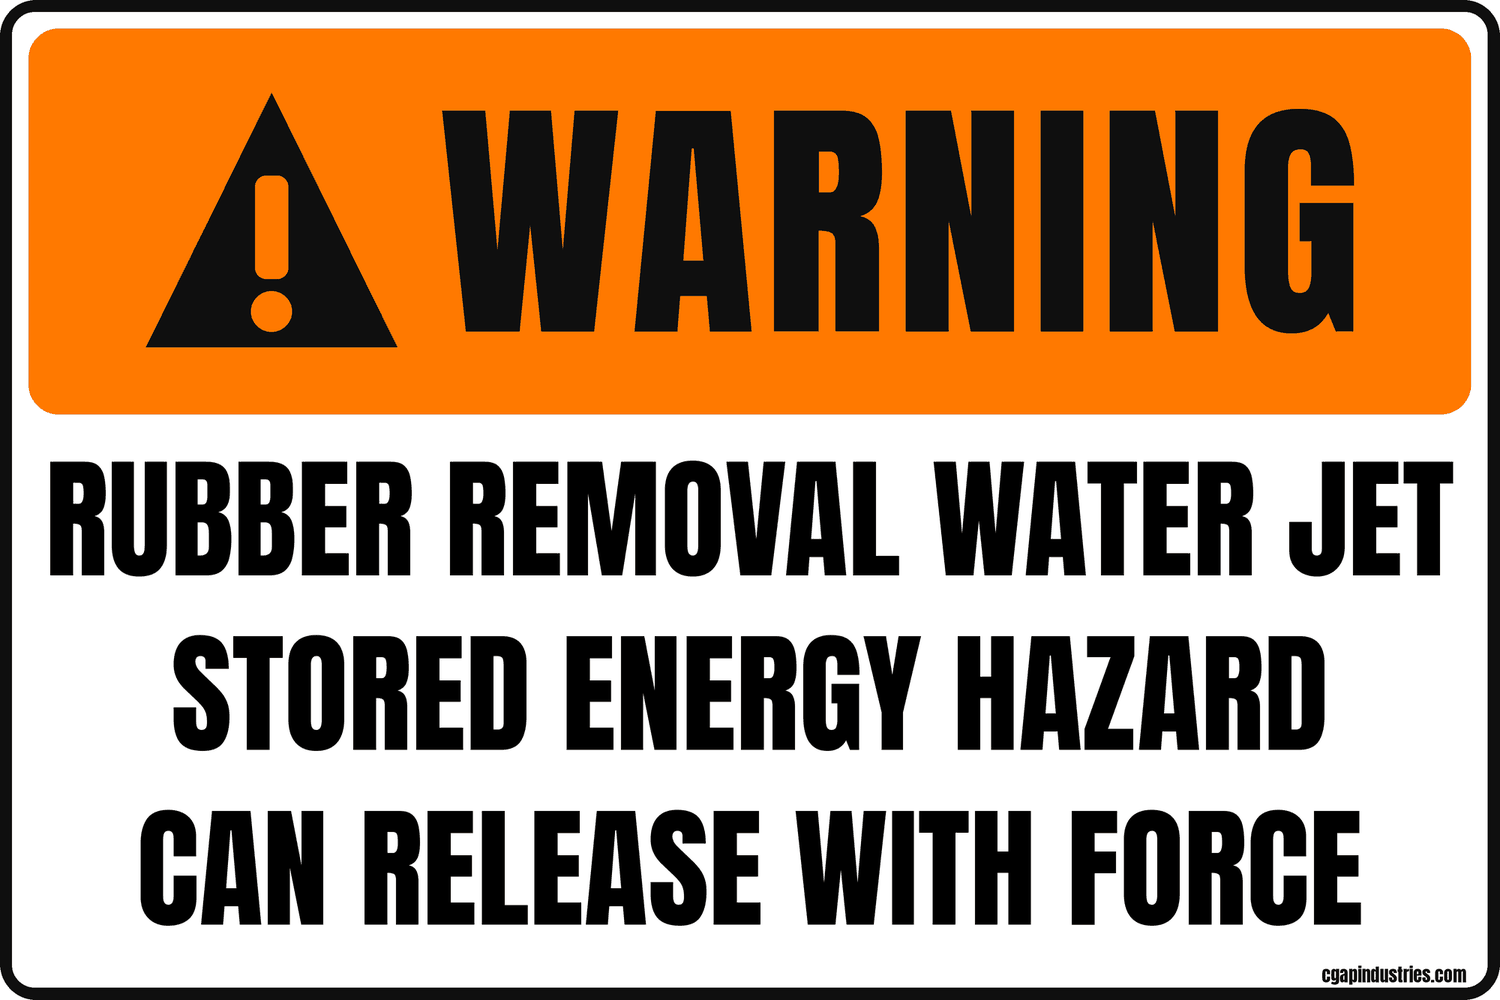 WARNING
RUBBER REMOVAL WATER JET
STORED ENERGY HAZARD
CAN RELEASE WITH FORCE
cgapindustries.com